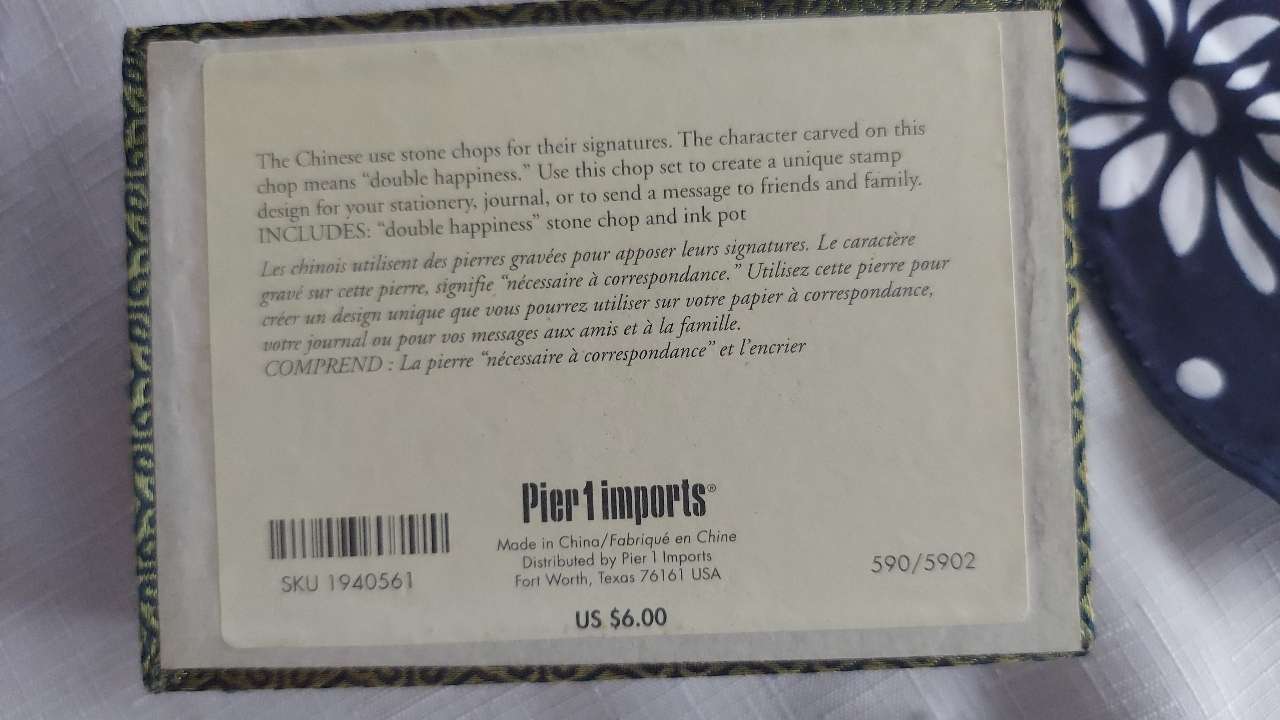 The Chinese use stone chops for their signatures. The character carved on this
chop means “double happiness.” Use this chop set to create a unique stamp
design for your stationery, journal, or to send a message to friends and family.
INCLUDES: “double happiness” stone chop and ink pot
Les chinois utilisent des pierres gravées pour apposer leurs signatures. Le caractère
gravé sur cette pierre, signifie “nécessaire à correspondance.” Utilisez cette pierre pour
créer un design unique que vous pourrez utiliser sur votre papier à correspondance,
votre journal ou pour vos messages aux amis et à la famille.
COMPREND : La pierre “nécessaire à correspondance” et l’encrier
Pier 1 imports®
Made in China/Fabriqué en Chine
Distributed by Pier 1 Imports
Fort Worth, Texas 76161 USA
SKU 1940561
590/5902
US $6.00